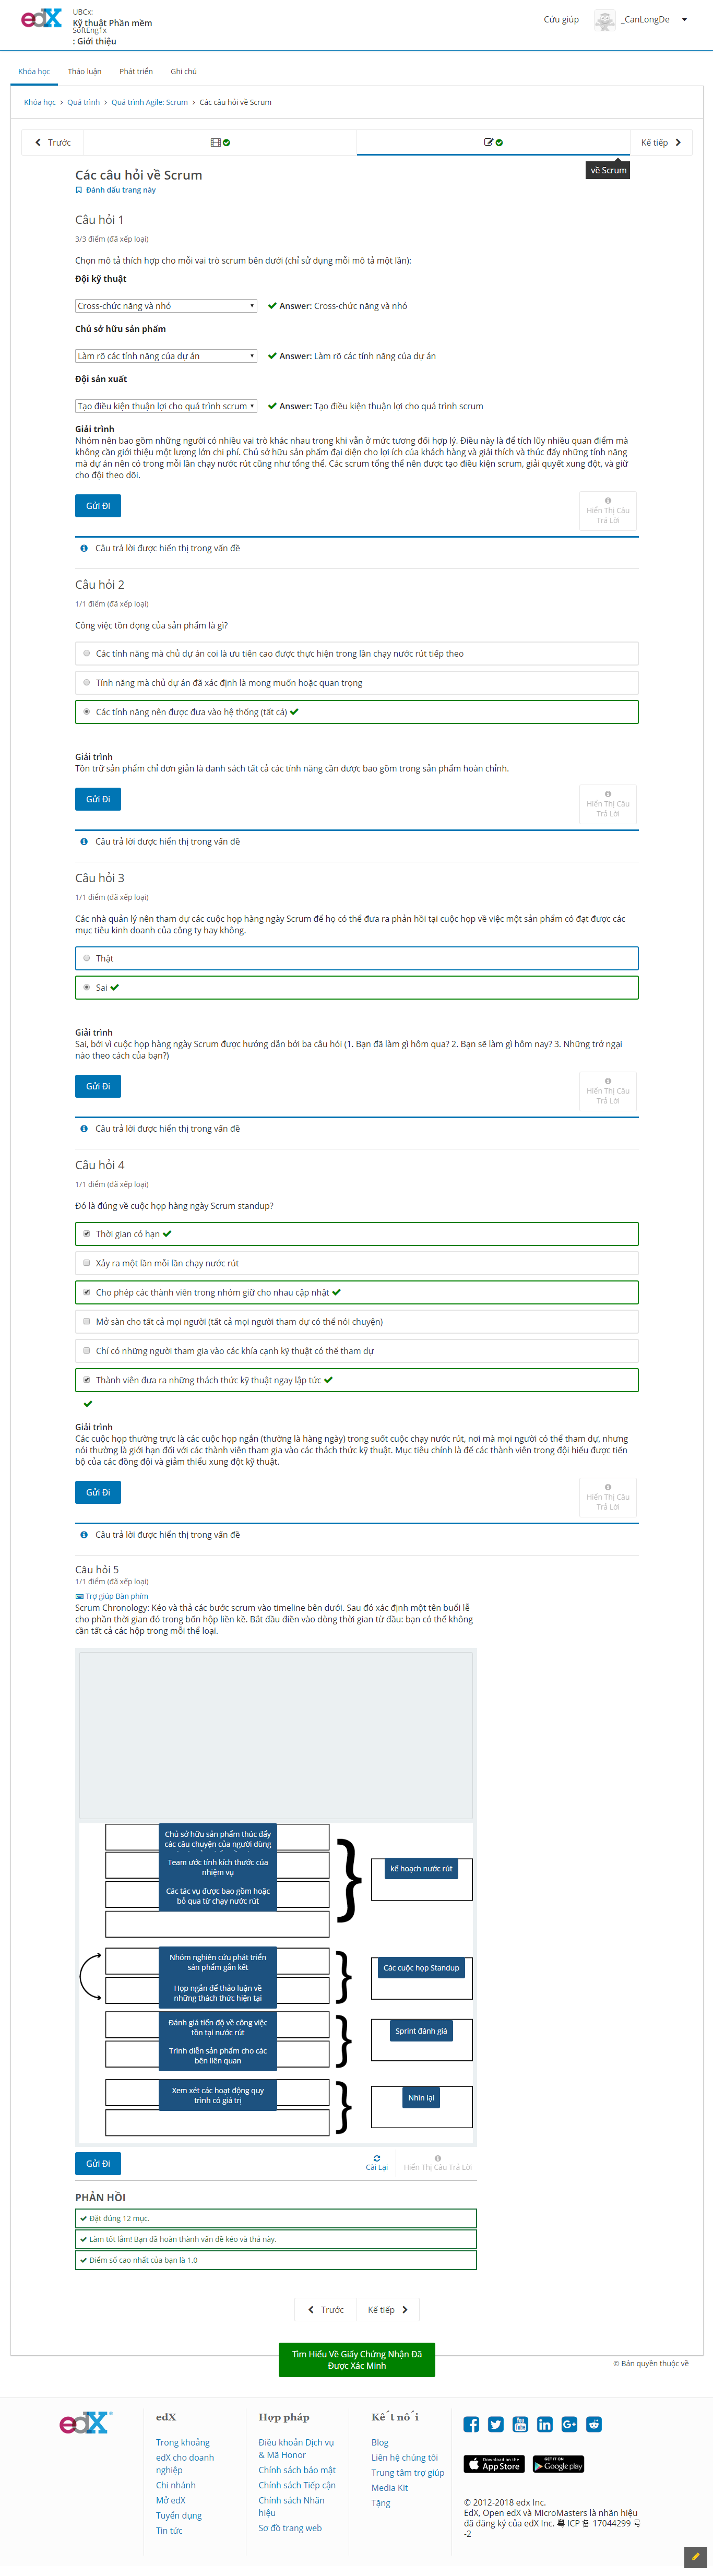 edX
UBCx:
Kỹ thuật Phần mềm
SoftEng1x
: Giới thiệu
Cứu giúp
_CanLongDe
Khóa học
Thảo luận
Phát triển
Ghi chú
Khóa học > Quá trình > Quá trình Agile: Scrum > Các câu hỏi về Scrum
Trước
Kế tiếp
về Scrum
Các câu hỏi về Scrum
Đánh dấu trang này
Câu hỏi 1
3/3 điểm (đã xếp loại)
Chọn mô tả thích hợp cho mỗi vai trò scrum bên dưới (chỉ sử dụng mỗi mô tả một lần):
Đội kỹ thuật
Cross-chức năng và nhỏ
Answer: Cross-chức năng và nhỏ
Chủ sở hữu sản phẩm
Làm rõ các tính năng của dự án
Answer: Làm rõ các tính năng của dự án
Đội sản xuất
Tạo điều kiện thuận lợi cho quá trình scrum
Answer: Tạo điều kiện thuận lợi cho quá trình scrum
Giải trình
Nhóm nên bao gồm những người có nhiều vai trò khác nhau trong khi vẫn ở mức tương đối hợp lý. Điều này là để tích lũy nhiều quan điểm mà
không cần giới thiệu một lượng lớn chi phí. Chủ sở hữu sản phẩm đại diện cho lợi ích của khách hàng và giải thích và thúc đẩy những tính năng
mà dự án nên có trong mỗi lần chạy nước rút cũng như tổng thể. Các scrum tổng thể nên được tạo điều kiện scrum, giải quyết xung đột, và giữ
cho đội theo dõi.
Gửi Đi
Hiển Thị Câu
Trả Lời
Câu trả lời được hiển thị trong vấn đề
Câu hỏi 2
1/1 điểm (đã xếp loại)
Công việc tồn đọng của sản phẩm là gì?
Các tính năng mà chủ dự án coi là ưu tiên cao được thực hiện trong lần chạy nước rút tiếp theo
Tính năng mà chủ dự án đã xác định là mong muốn hoặc quan trọng
Các tính năng nên được đưa vào hệ thống (tất cả)
Giải trình
Tồn trữ sản phẩm chỉ đơn giản là danh sách tất cả các tính năng cần được bao gồm trong sản phẩm hoàn chỉnh.
Gửi Đi
Hiển Thị Câu
Trả Lời
Câu trả lời được hiển thị trong vấn đề
Câu hỏi 3
1/1 điểm (đã xếp loại)
Các nhà quản lý nên tham dự các cuộc họp hàng ngày Scrum để họ có thể đưa ra phản hồi tại cuộc họp về việc một sản phẩm có đạt được các
mục tiêu kinh doanh của công ty hay không.
Thật
Sai
Giải trình
Sai, bởi vì cuộc họp hàng ngày Scrum được hướng dẫn bởi ba câu hỏi (1. Bạn đã làm gì hôm qua? 2. Bạn sẽ làm gì hôm nay? 3. Những trở ngại
nào theo cách của bạn?)
Gửi Đi
Hiển Thị Câu
Trả Lời
Câu trả lời được hiển thị trong vấn đề
Câu hỏi 4
1/1 điểm (đã xếp loại)
Đó là đúng về cuộc họp hàng ngày Scrum standup?
Thời gian có hạn
Xảy ra một lần mỗi lần chạy nước rút
Cho phép các thành viên trong nhóm giữ cho nhau cập nhật
Mở sàn cho tất cả mọi người (tất cả mọi người tham dự có thể nói chuyện)
Chỉ có những người tham gia vào các khía cạnh kỹ thuật có thể tham dự
Thành viên đưa ra những thách thức kỹ thuật ngay lập tức
Giải trình
Các cuộc họp thường trực là các cuộc họp ngắn (thường là hàng ngày) trong suốt cuộc chạy nước rút, nơi mà mọi người có thể tham dự, nhưng
nói thường là giới hạn đối với các thành viên tham gia vào các thách thức kỹ thuật. Mục tiêu chính là để các thành viên trong đội hiểu được tiến
bộ của các đồng đội và giảm thiểu xung đột kỹ thuật.
Gửi Đi
Hiển Thị Câu
Trả Lời
Câu trả lời được hiển thị trong vấn đề
Câu hỏi 5
1/1 điểm (đã xếp loại)
Trợ giúp Bàn phím
Scrum Chronology: Kéo và thả các bước scrum vào timeline bên dưới. Sau đó xác định một tên buổi lễ
cho phần thời gian đó trong bốn hộp liền kề. Bắt đầu điền vào dòng thời gian từ đầu: bạn có thể không
cần tất cả các hộp trong mỗi thể loại.
Chủ sở hữu sản phẩm thúc đẩy
các câu chuyện của người dùng
Team ước tính kích thước của
nhiệm vụ
Các tác vụ được bao gồm hoặc
bỏ qua từ chạy nước rút
kế hoạch nước rút
Nhóm nghiên cứu phát triển
sản phẩm gắn kết
Họp ngắn để thảo luận về
những thách thức hiện tại
Các cuộc họp Standup
Đánh giá tiến độ về công việc
tồn tại nước rút
Trình diễn sản phẩm cho các
bên liên quan
Sprint đánh giá
Xem xét các hoạt động quy
trình có giá trị
Nhìn lại
Gửi Đi
Cài Lại
Hiển Thị Câu Trả Lời
PHẢN HỒI
Đặt đúng 12 mục.
Làm tốt lắm! Bạn đã hoàn thành vấn đề kéo và thả này.
Điểm số cao nhất của bạn là 1.0
Trước
Kế tiếp
Tìm Hiểu Về Giấy Chứng Nhận Đã
Được Xác Minh
© Bản quyền thuộc về
edX
edX
Trong khoảng
edX cho doanh
nghiệp
Chi nhánh
Mở edX
Tuyển dụng
Tin tức
Hợp pháp
Điều khoản Dịch vụ
& Mã Honor
Chính sách bảo mật
Chính sách Tiếp cận
Chính sách Nhãn
hiệu
Sơ đồ trang web
Kết nối
Blog
Liên hệ chúng tôi
Trung tâm trợ giúp
Media Kit
Tặng
Download on the
App Store
GET IT ON
Google play
© 2012-2018 edx Inc.
EdX, Open edX và MicroMasters là nhãn hiệu
đã đăng ký của edX Inc. 粤 ICP 备 17044299 号
-2